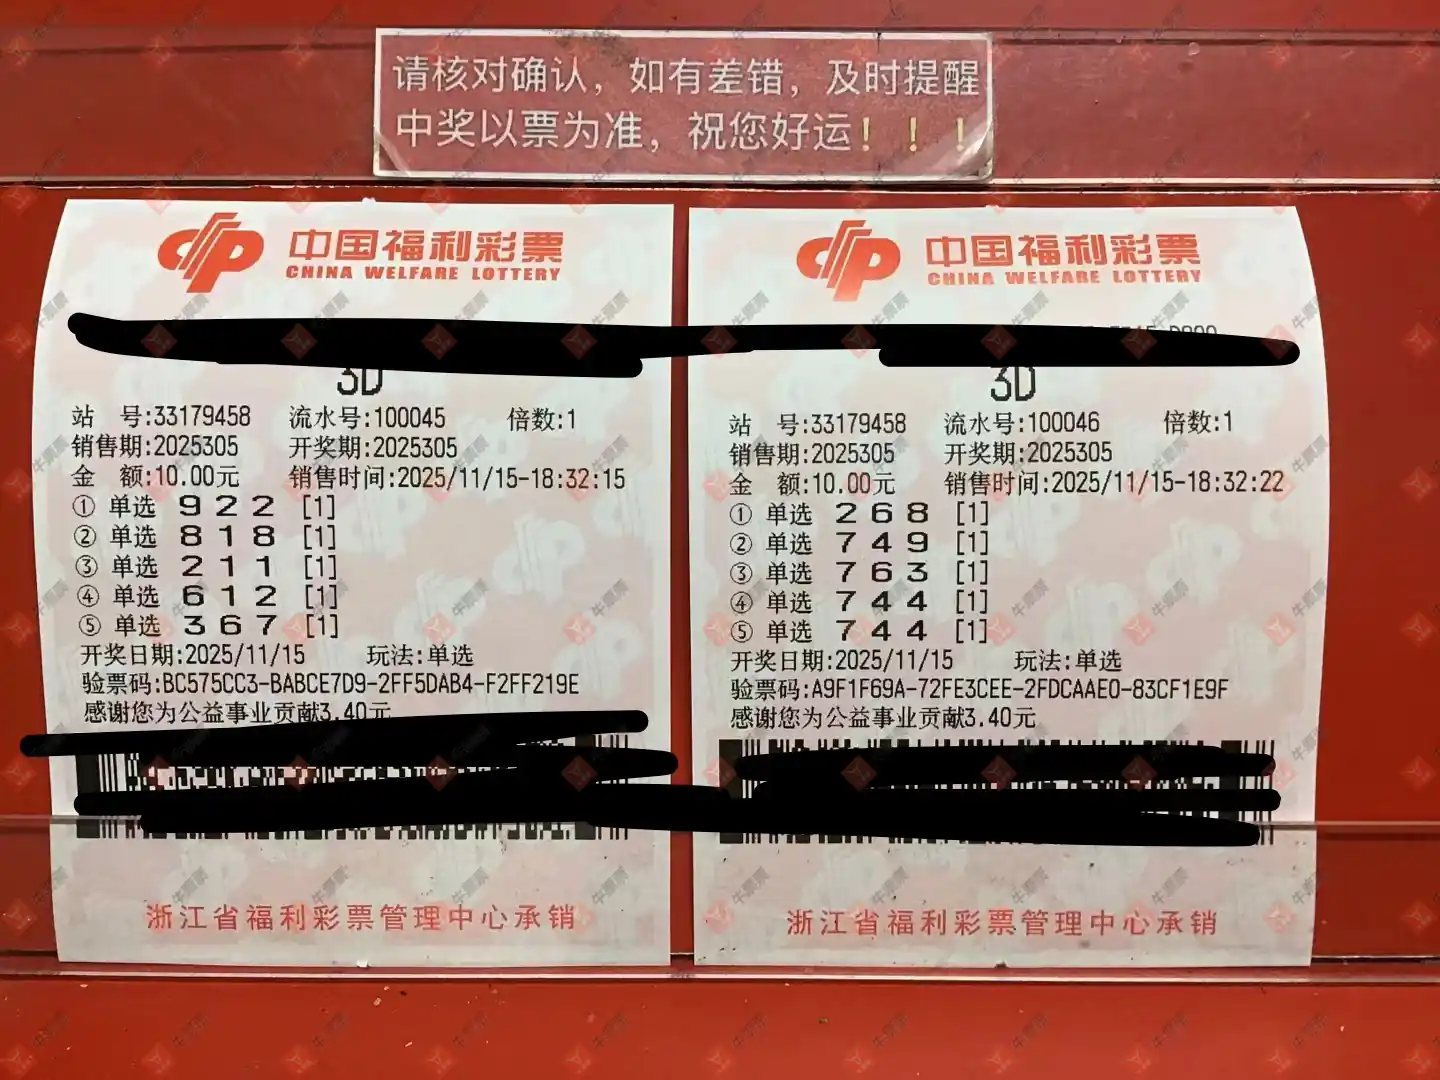 请核对确认，如有差错，及时提醒
中奖以票为准，祝您好运！！！
中国福利彩票
CHINA WELFARE LOTTERY
3D
站 号:33179458 流水号:100045 倍数:1
销售期:2025305 开奖期:2025305
金 额:10.00元 销售时间:2025/11/15-18:32:15
① 单选 9 2 2 [1]
② 单选 8 1 8 [1]
③ 单选 2 1 1 [1]
④ 单选 6 1 2 [1]
⑤ 单选 3 6 7 [1]
开奖日期:2025/11/15 玩法:单选
验票码:BC575CC3-BABCE7D9-2FF5DAB4-F2FF219E
感谢您为公益事业贡献3.40元
浙江省福利彩票管理中心承销
中国福利彩票
CHINA WELFARE LOTTERY
3D
站 号:33179458 流水号:100046 倍数:1
销售期:2025305 开奖期:2025305
金 额:10.00元 销售时间:2025/11/15-18:32:22
① 单选 2 6 8 [1]
② 单选 7 4 9 [1]
③ 单选 7 6 3 [1]
④ 单选 7 4 4 [1]
⑤ 单选 7 4 4 [1]
开奖日期:2025/11/15 玩法:单选
验票码:A9F1F69A-72FE3CEE-2FDCAAE0-83CF1E9F
感谢您为公益事业贡献3.40元
浙江省福利彩票管理中心承销